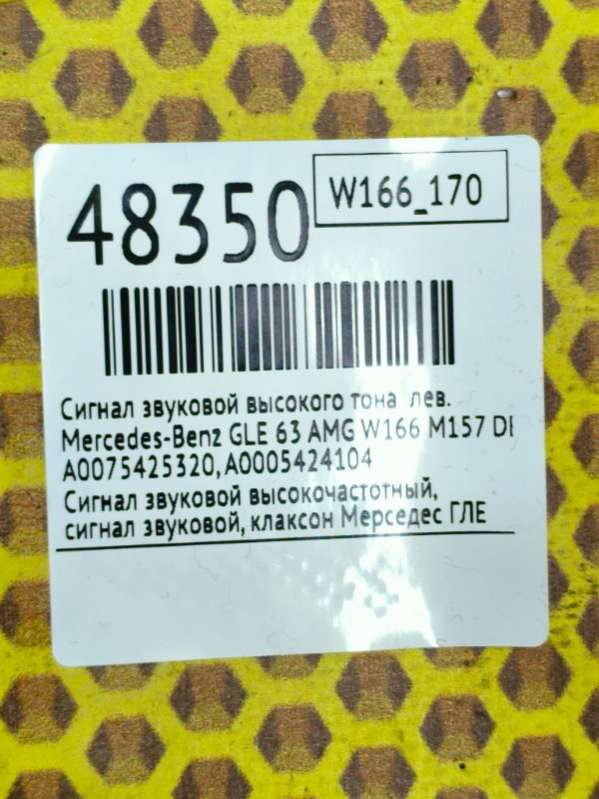 48350
W166_170
Сигнал звуковой высокого тона лев.
Mercedes-Benz GLE 63 AMG W166 M157 DE
A0075425320, A0005424104
Сигнал звуковой высокочастотный,
сигнал звуковой, клаксон Мерседес ГЛЕ